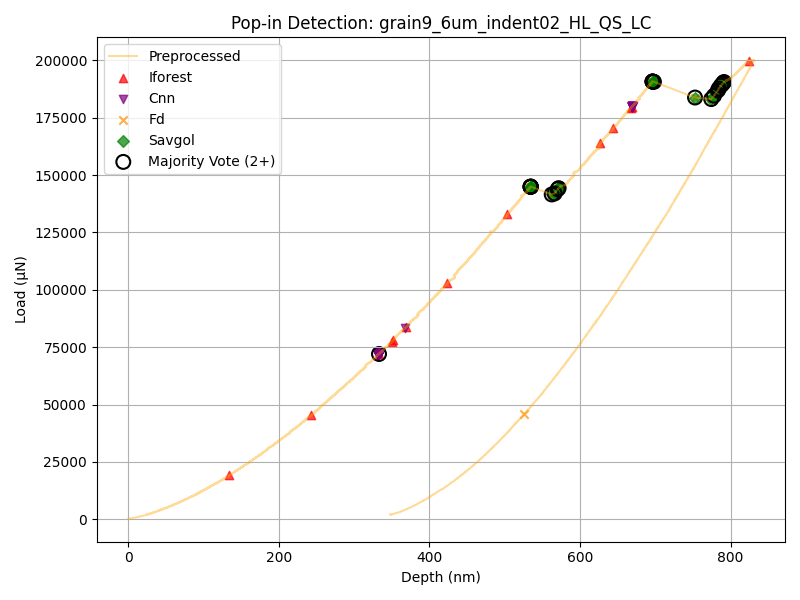 Pop-in Detection: grain9_6um_indent02_HL_QS_LC
Preprocessed
Iforest
Cnn
Fd
Savgol
Majority Vote (2+)
Load (µN)
200000
175000
150000
125000
100000
75000
50000
25000
0
0 200 400 600 800
Depth (nm)